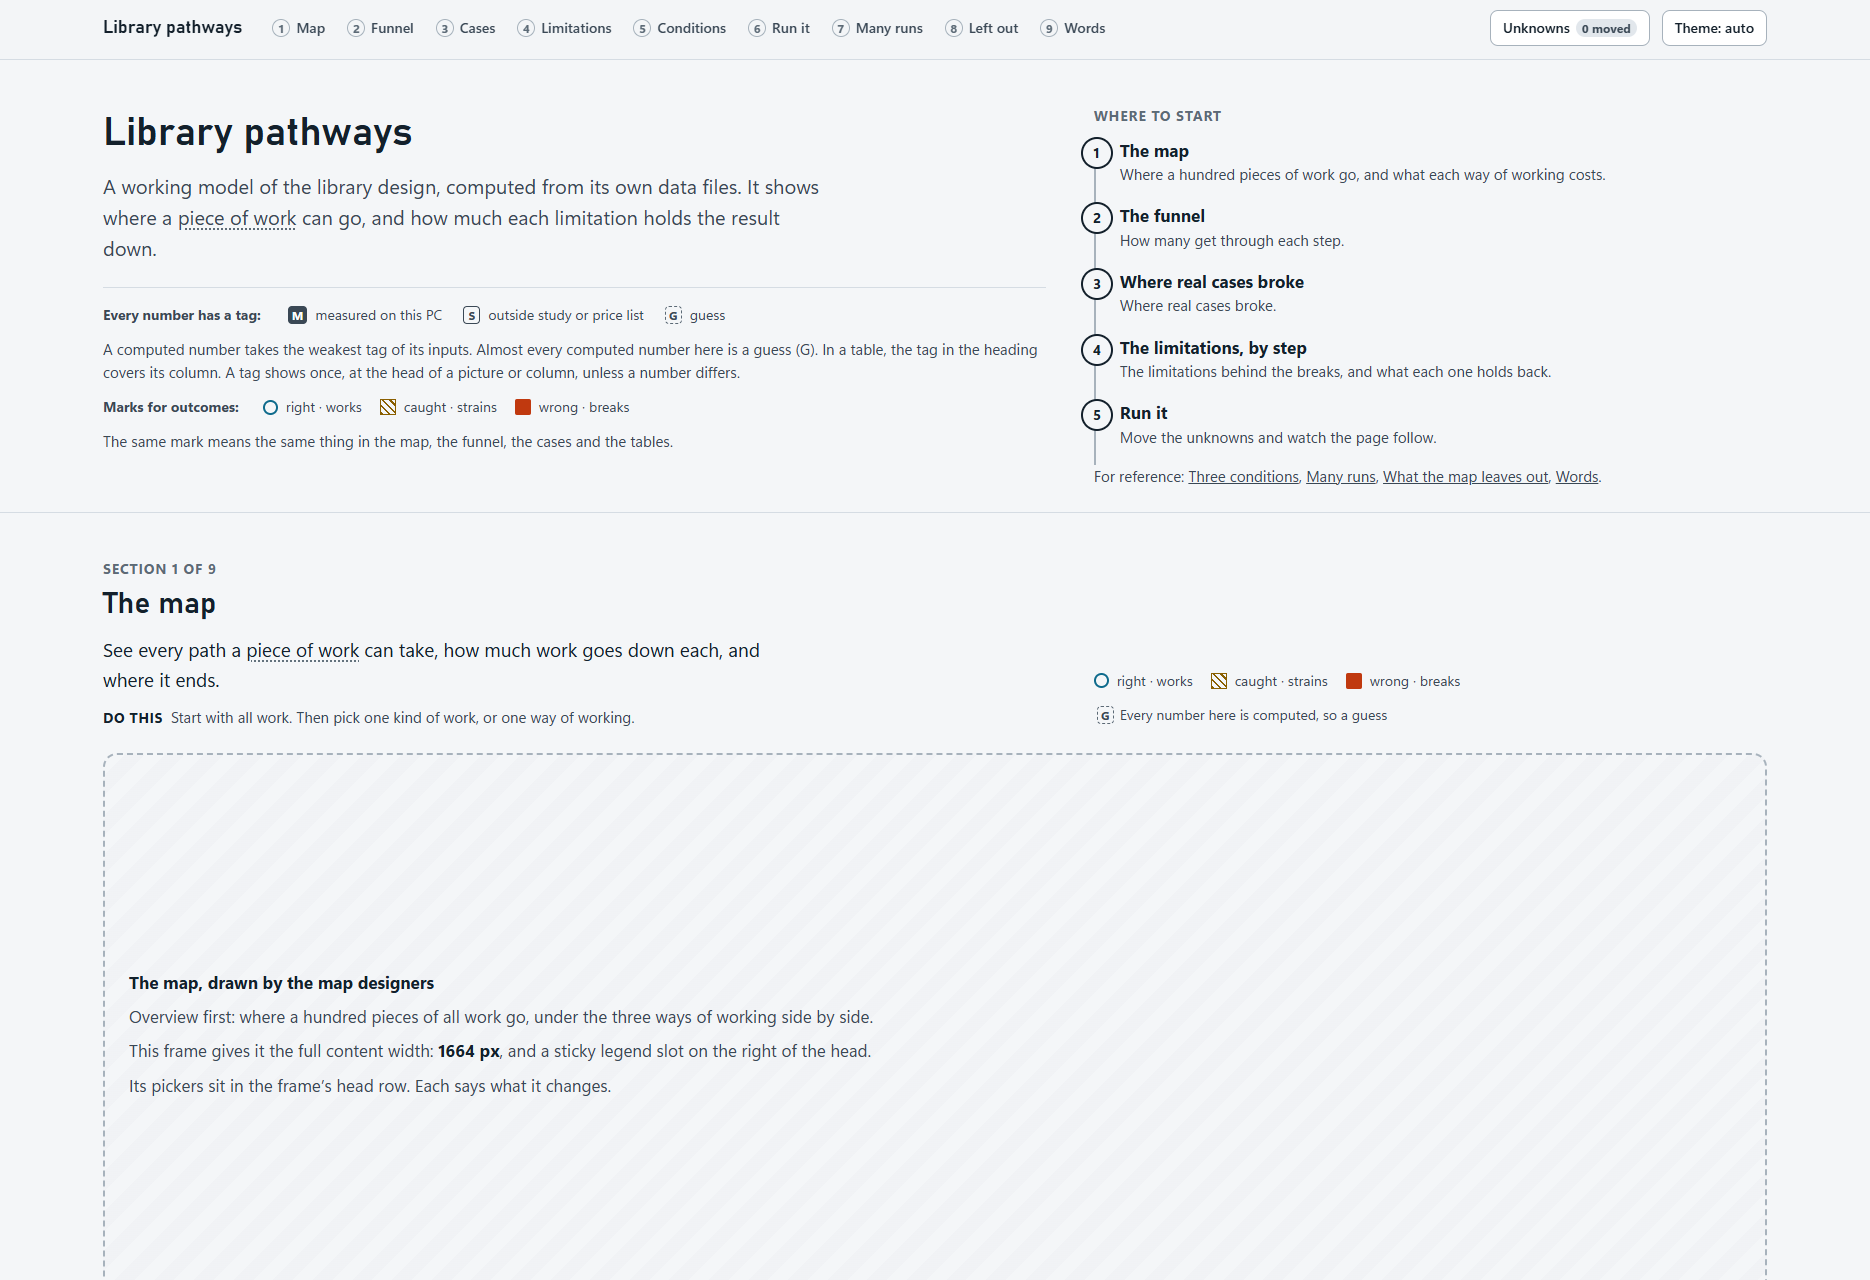 Library pathways
1 Map
2 Funnel
3 Cases
4 Limitations
5 Conditions
6 Run it
7 Many runs
8 Left out
9 Words
Unknowns 0 moved
Theme: auto
Library pathways
A working model of the library design, computed from its own data files. It shows
where a piece of work can go, and how much each limitation holds the result
down.
Every number has a tag: M measured on this PC S outside study or price list G guess
A computed number takes the weakest tag of its inputs. Almost every computed number here is a guess (G). In a table, the tag in the heading
covers its column. A tag shows once, at the head of a picture or column, unless a number differs.
Marks for outcomes: right · works caught · strains wrong · breaks
The same mark means the same thing in the map, the funnel, the cases and the tables.
WHERE TO START
1 The map
Where a hundred pieces of work go, and what each way of working costs.
2 The funnel
How many get through each step.
3 Where real cases broke
Where real cases broke.
4 The limitations, by step
The limitations behind the breaks, and what each one holds back.
5 Run it
Move the unknowns and watch the page follow.
For reference: Three conditions, Many runs, What the map leaves out, Words.
SECTION 1 OF 9
The map
See every path a piece of work can take, how much work goes down each, and
where it ends.
DO THIS Start with all work. Then pick one kind of work, or one way of working.
right · works caught · strains wrong · breaks
G Every number here is computed, so a guess
The map, drawn by the map designers
Overview first: where a hundred pieces of all work go, under the three ways of working side by side.
This frame gives it the full content width: 1664 px, and a sticky legend slot on the right of the head.
Its pickers sit in the frame's head row. Each says what it changes.